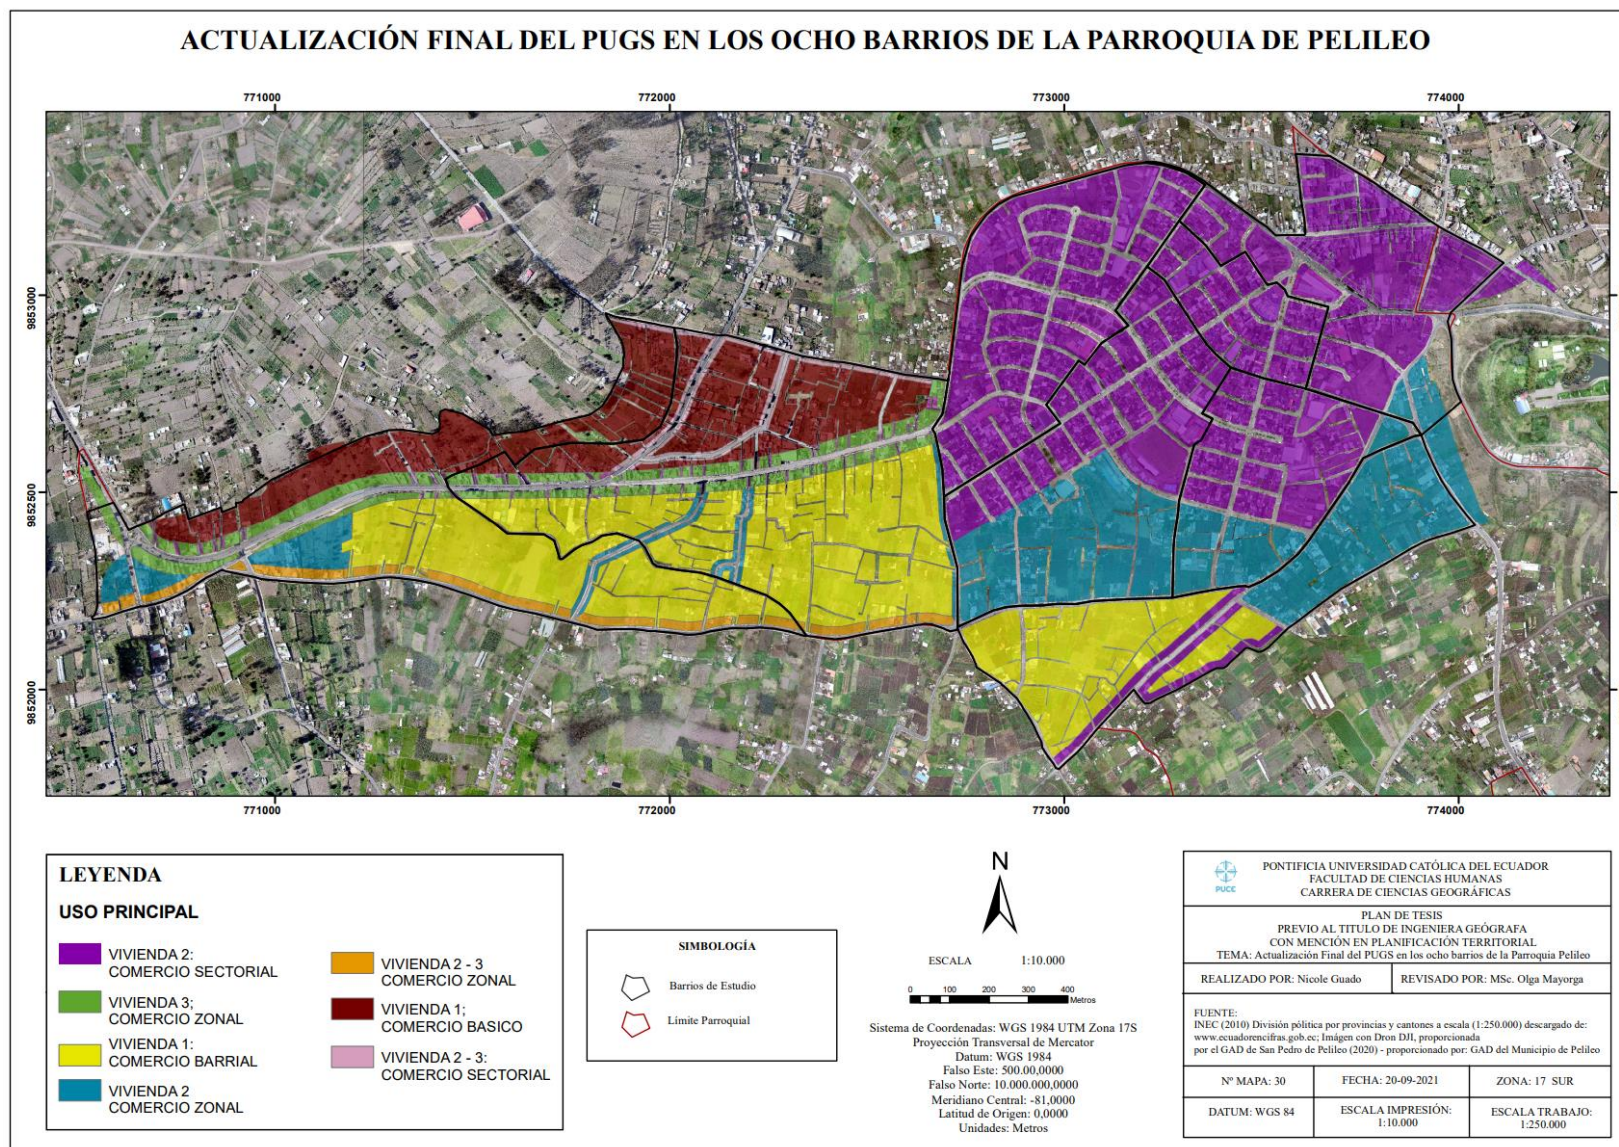 ACTUALIZACIÓN FINAL DEL PUGS EN LOS OCHO BARRIOS DE LA PARROQUIA DE PELILEO
771000
772000
773000
774000
9853000
9852500
9852000
771000
772000
773000
774000
LEYENDA
USO PRINCIPAL
VIVIENDA 2:
COMERCIO SECTORIAL
VIVIENDA 3;
COMERCIO ZONAL
VIVIENDA 1:
COMERCIO BARRIAL
VIVIENDA 2
COMERCIO ZONAL
VIVIENDA 2 - 3
COMERCIO ZONAL
VIVIENDA 1;
COMERCIO BASICO
VIVIENDA 2 - 3:
COMERCIO SECTORIAL
SIMBOLOGÍA
Barrios de Estudio
Límite Parroquial
N
ESCALA 1:10.000
0 50 100 200 300 400
Metros
Sistema de Coordenadas: WGS 1984 UTM Zona 17S
Proyección Transversal de Mercator
Datum: WGS 1984
Falso Este: 500.00,0000
Falso Norte: 10.000.000,0000
Meridiano Central: -81,0000
Latitud de Origen: 0,0000
Unidades: Metros
PUCE
PONTIFICIA UNIVERSIDAD CATÓLICA DEL ECUADOR
FACULTAD DE CIENCIAS HUMANAS
CARRERA DE CIENCIAS GEOGRÁFICAS
PLAN DE TESIS
PREVIO AL TITULO DE INGENIERA GEÓGRAFA
CON MENCIÓN EN PLANIFICACIÓN TERRITORIAL
TEMA: Actualización Final del PUGS en los ocho barrios de la Parroquia Pelileo
REALIZADO POR: Nicole Guado
REVISADO POR: MSc. Olga Mayorga
FUENTE:
INEC (2010) División pólitica por provincias y cantones a escala (1:250.000) descargado de:
www.ecuadorencifras.gob.ec; Imágen con Dron DJI, proporcionada
por el GAD de San Pedro de Pelileo (2020) - proporcionado por: GAD del Municipio de Pelileo
Nº MAPA: 30
FECHA: 20-09-2021
ZONA: 17 SUR
DATUM: WGS 84
ESCALA IMPRESIÓN:
1:10.000
ESCALA TRABAJO:
1:250.000